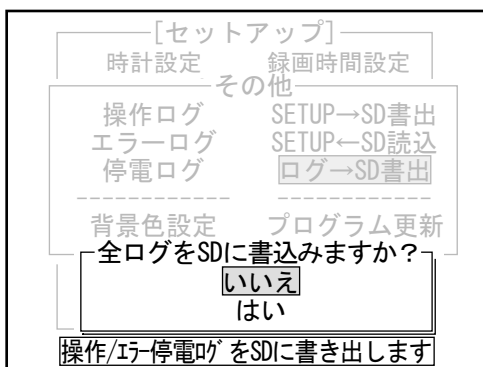 [セットアップ]
時計設定 録画時間設定
その他
操作ログ SETUP→SD書出
エラーログ SETUP←SD読込
停電ログ ログ→SD書出
------------- -------------
背景色設定 プログラム更新
全ログをSDに書込みますか?
いいえ
はい
操作/エラー停電ログをSDに書き出します